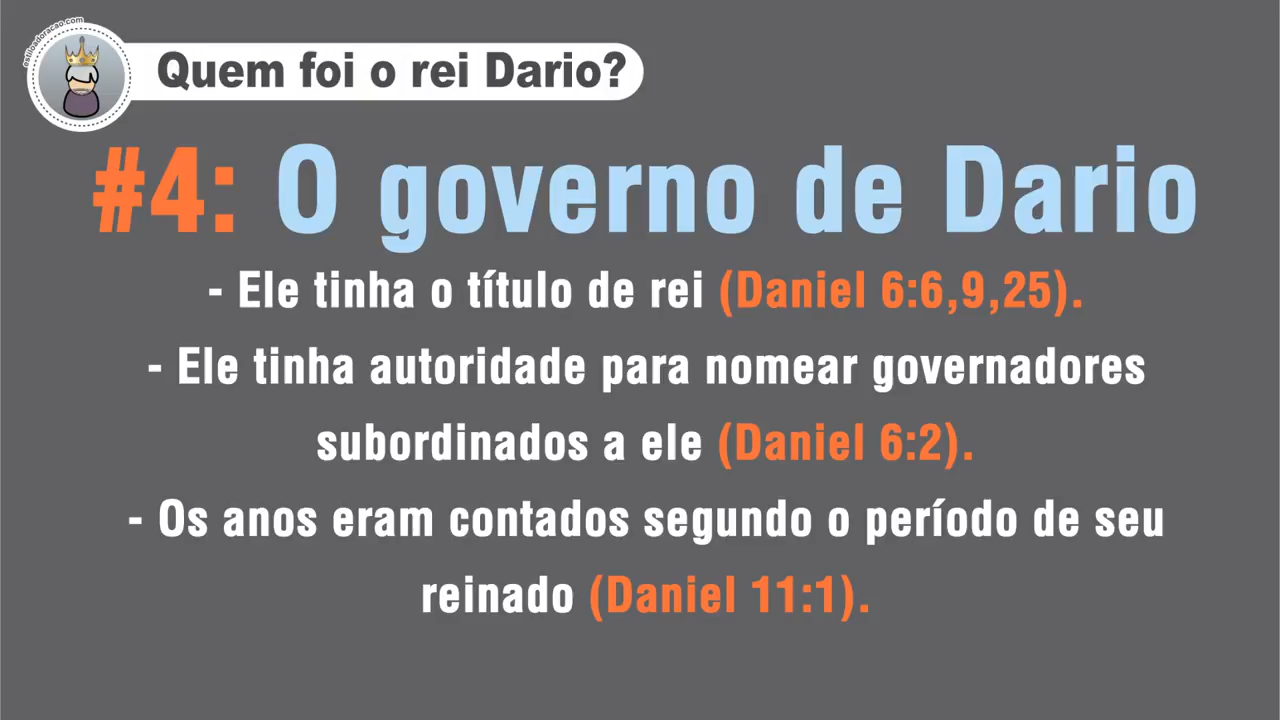 estiloadoracao.com
Quem foi o rei Dario?
#4: O governo de Dario
- Ele tinha o título de rei (Daniel 6:6,9,25).
- Ele tinha autoridade para nomear governadores
subordinados a ele (Daniel 6:2).
- Os anos eram contados segundo o período de seu
reinado (Daniel 11:1).